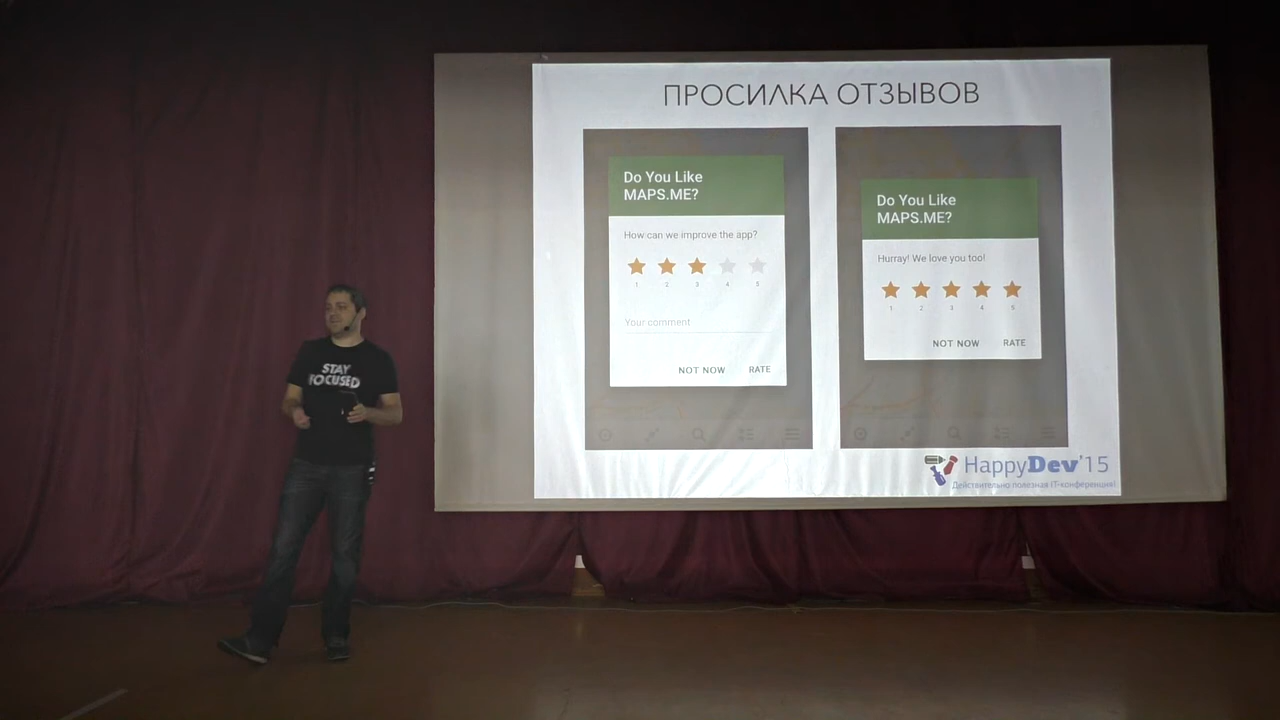 ПРОСИЛКА ОТЗЫВОВ
Do You Like
MAPS.ME?
How can we improve the app?
1 2 3 4 5
Your comment
NOT NOW RATE
Do You Like
MAPS.ME?
Hurray! We love you too!
1 2 3 4 5
NOT NOW RATE
HappyDev'15
Действительно полезная IT-конференция!
STAY
FOCUSED